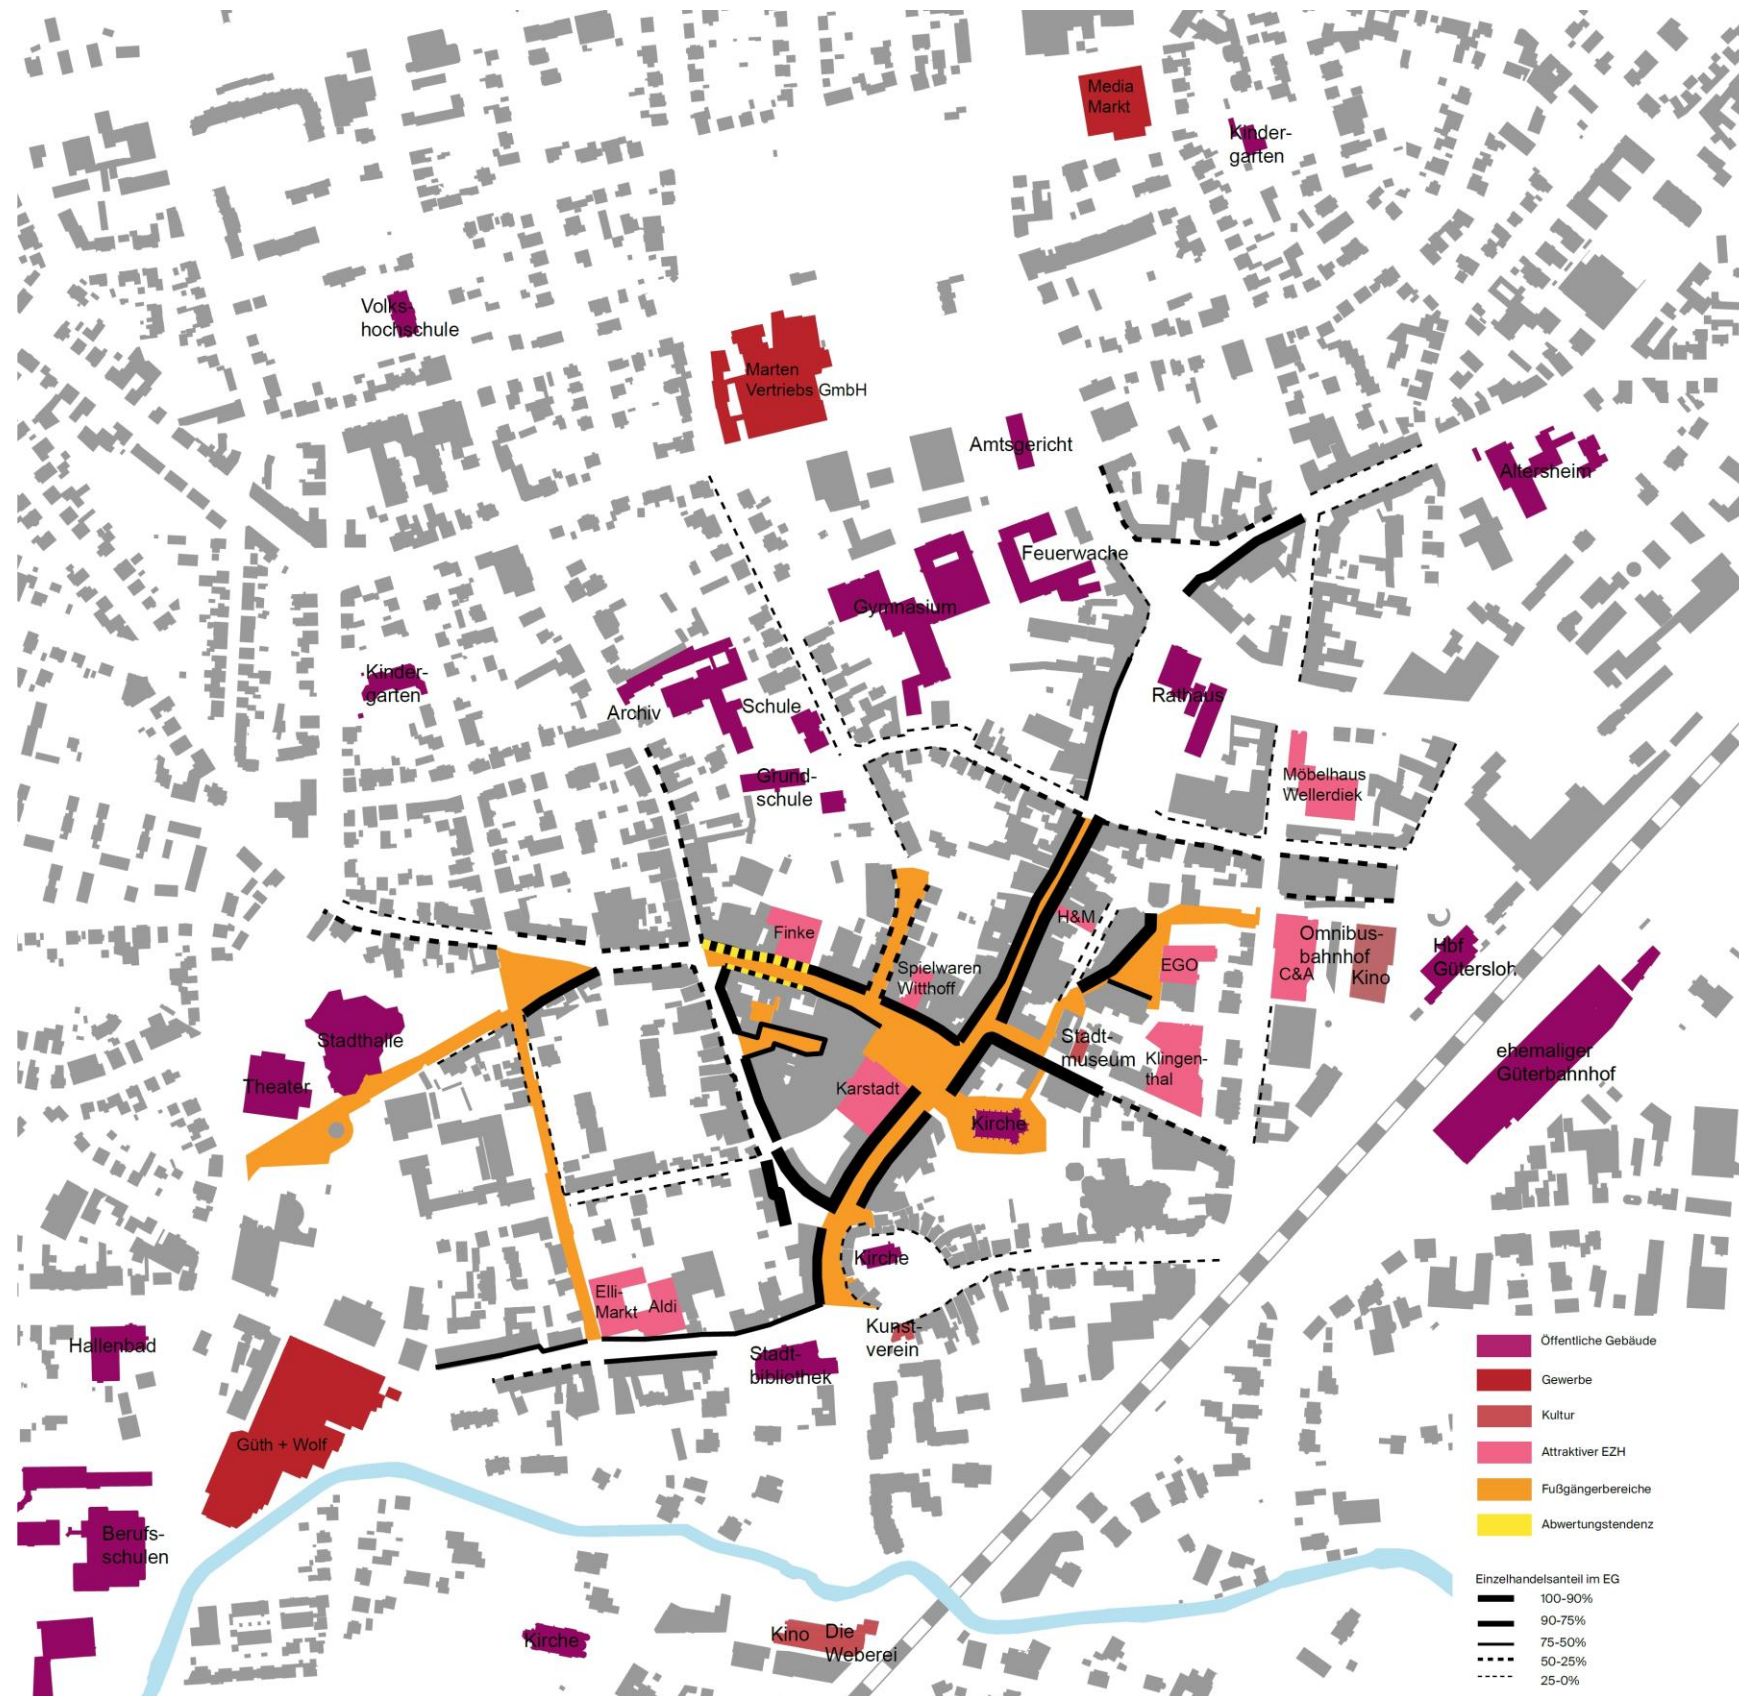 Media
Markt
Kinder-
garten
Volks-
hochschule
Marten
Vertriebs GmbH
Amtsgericht
Altersheim
Feuerwache
Gymnasium
Kinder-
garten
Archiv
Schule
Rathaus
Grund-
schule
Möbelhaus
Wellerdiek
Finke
H&M
Spielwaren
Witthoff
EGO
Omnibus-
bahnhof
C&A
Kino
Hbf
Gütersloh
Stadthalle
Theater
Stadt-
museum
Klingen-
thal
ehemaliger
Güterbahnhof
Karstadt
Kirche
Kirche
Elli-
Markt
Aldi
Kunst-
verein
Hallenbad
Stadt-
bibliothek
Güth + Wolf
Berufs-
schulen
Kirche
Kino
Die
Weberei
Öffentliche Gebäude
Gewerbe
Kultur
Attraktiver EZH
Fußgängerbereiche
Abwertungstendenz
Einzelhandelsanteil im EG
100-90%
90-75%
75-50%
50-25%
25-0%